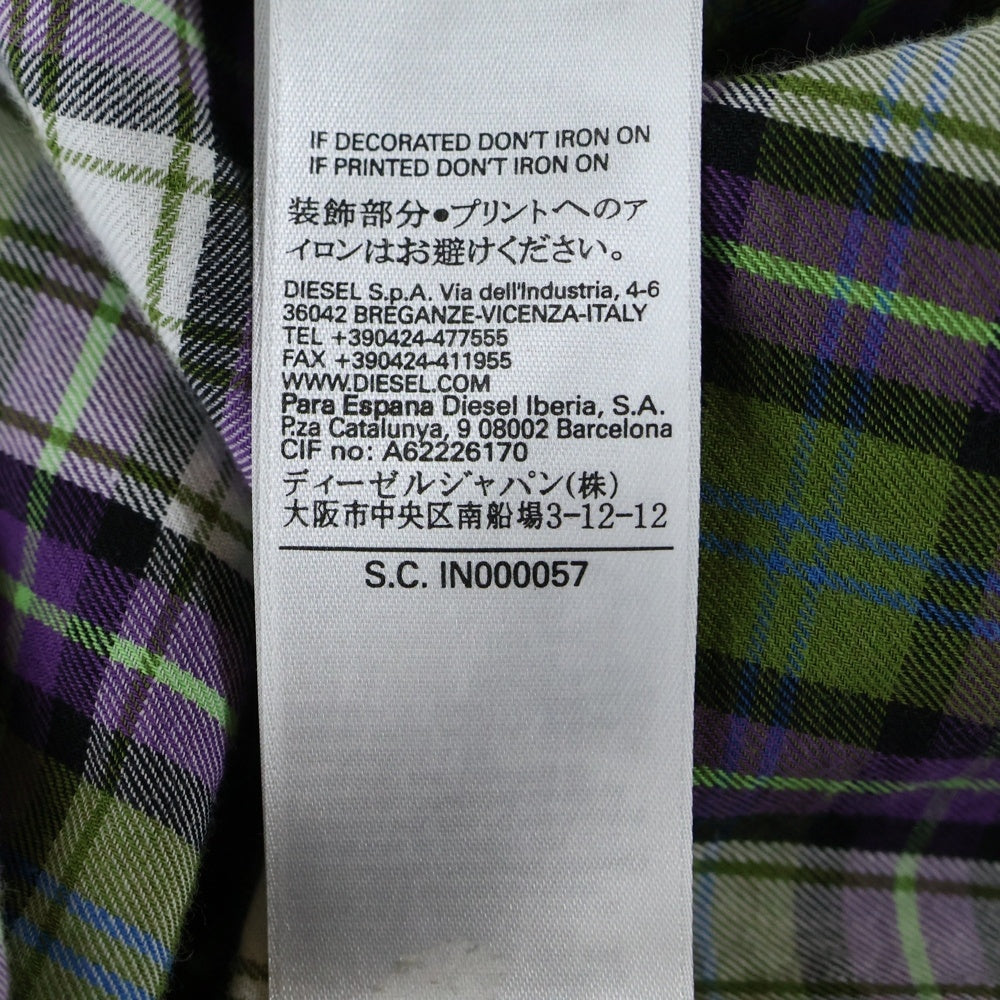 IF DECORATED DON'T IRON ON
IF PRINTED DON'T IRON ON
装飾部分●プリントへのア
イロンはお避けください。
DIESEL S.p.A. Via dell'Industria, 4-6
36042 BREGANZE-VICENZA-ITALY
TEL +390424-477555
FAX +390424-411955
WWW.DIESEL.COM
Para Espana Diesel Iberia, S.A.
P.za Catalunya, 9 08002 Barcelona
CIF no: A62226170
ディーゼルジャパン(株)
大阪市中央区南船場3-12-12
S.C. IN000057